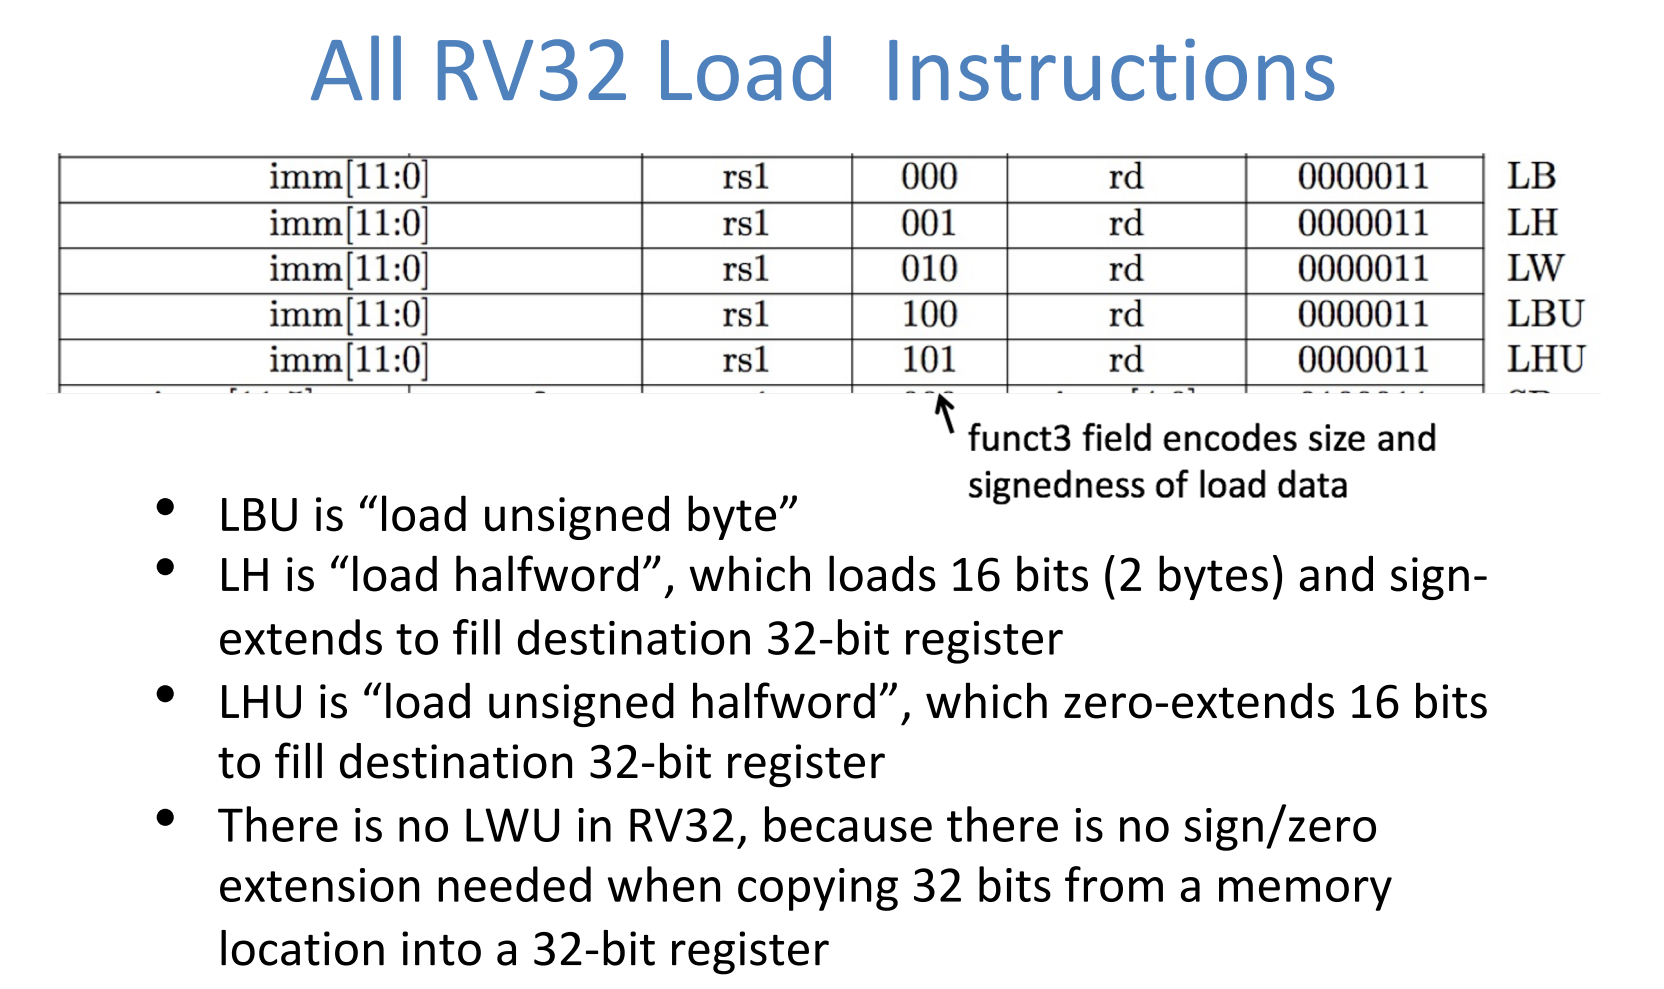 All RV32 Load Instructions
imm[11:0] rs1 000 rd 0000011 LB
imm[11:0] rs1 001 rd 0000011 LH
imm[11:0] rs1 010 rd 0000011 LW
imm[11:0] rs1 100 rd 0000011 LBU
imm[11:0] rs1 101 rd 0000011 LHU
funct3 field encodes size and
signedness of load data
• LBU is “load unsigned byte”
• LH is “load halfword”, which loads 16 bits (2 bytes) and sign-
extends to fill destination 32-bit register
• LHU is “load unsigned halfword”, which zero-extends 16 bits
to fill destination 32-bit register
• There is no LWU in RV32, because there is no sign/zero
extension needed when copying 32 bits from a memory
location into a 32-bit register